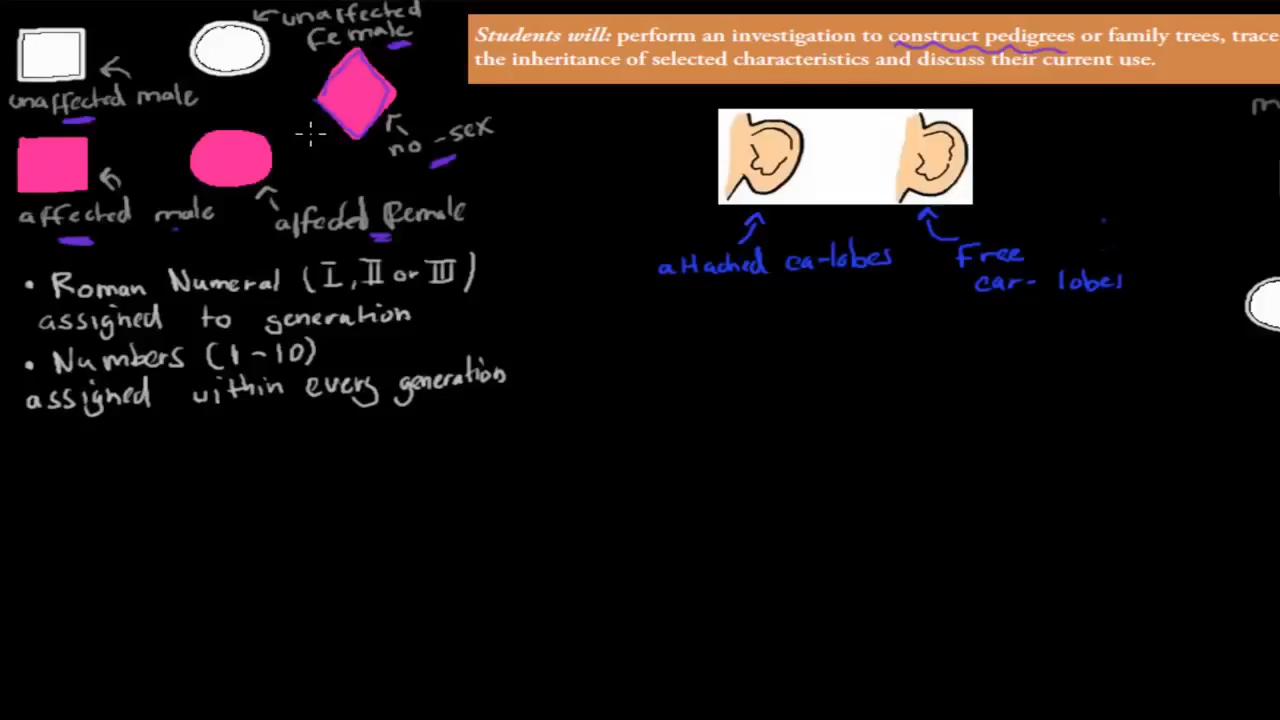 unaffected
female
unaffected male
no -sex
affected male
affected female
• Roman Numeral (I, II or III)
assigned to generation
• Numbers (1-10)
assigned within every generation
Students will: perform an investigation to construct pedigrees or family trees, trace
the inheritance of selected characteristics and discuss their current use.
attached ea-lobes
Free
ear- lobes